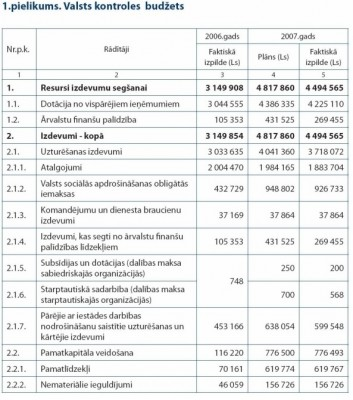 1.pielikums. Valsts kontroles budžets
Nr.p.k. Rādītāji 2006.gads 2007.gads
Faktiskā izpilde (Ls) Plāns (Ls) Faktiskā izpilde (Ls)
1 2 3 4 5
1. Resursi izdevumu segšanai 3 149 908 4 817 860 4 494 565
1.1. Dotācija no vispārējiem ieņēmumiem 3 044 555 4 386 335 4 225 110
1.2. Ārvalstu finanšu palīdzība 105 353 431 525 269 455
2. Izdevumi - kopā 3 149 854 4 817 860 4 494 565
2.1. Uzturēšanas izdevumi 3 033 635 4 041 360 3 718 072
2.1.1. Atalgojumi 2 004 470 1 984 165 1 883 704
2.1.2. Valsts sociālās apdrošināšanas obligātās
iemaksas 432 729 948 802 926 733
2.1.3. Komandējumu un dienesta braucienu
izdevumi 37 169 37 864 37 864
2.1.4. Izdevumi, kas segti no ārvalstu finanšu
palīdzības līdzekļiem 105 353 431 525 269 455
2.1.5. Subsīdijas un dotācijas (dalības maksa
sabiedriskajās organizācijās) 748 250 200
2.1.6. Starptautiskā sadarbība (dalības maksa
starptautiskajās organizācijās) 700 568
2.1.7. Pārējie ar iestādes darbības
nodrošināšanu saistītie uzturēšanas un
kārtējie izdevumi 453 166 638 054 599 548
2.2. Pamatkapitāla veidošana 116 220 776 500 776 493
2.2.1. Pamatlīdzekļi 70 161 619 774 619 767
2.2.2. Nemateriālie ieguldījumi 46 059 156 726 156 726